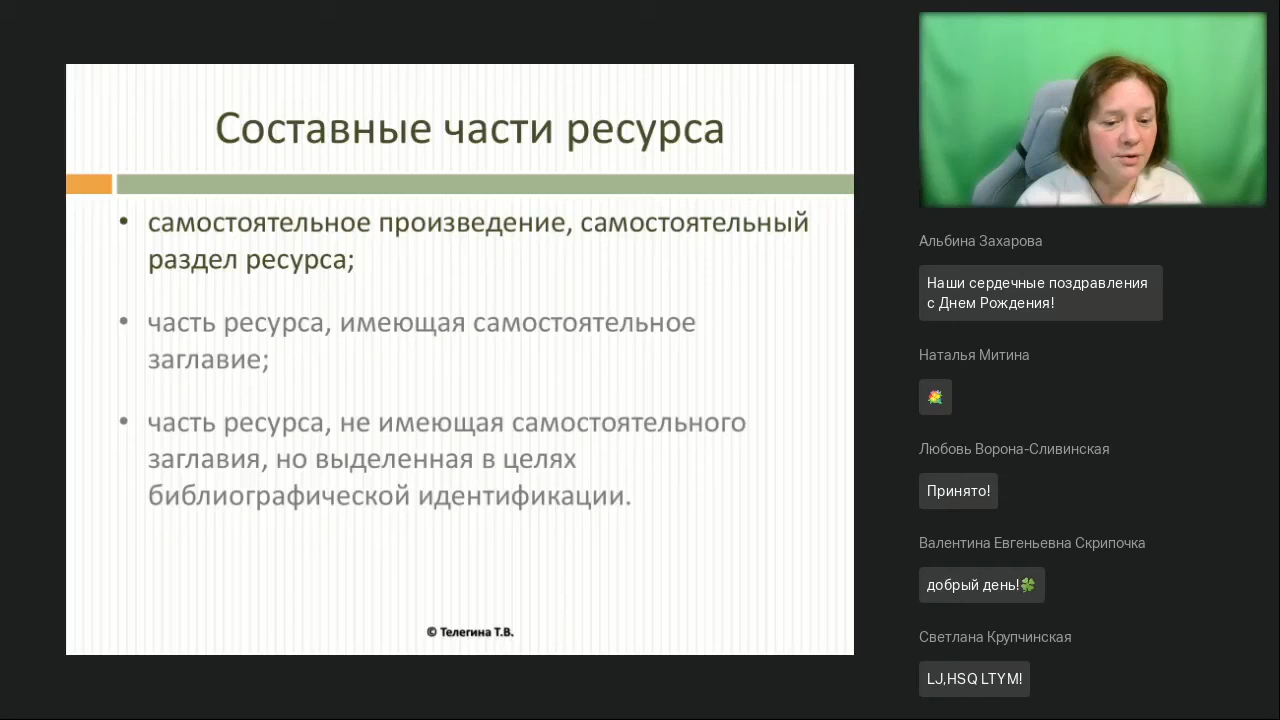 Составные части ресурса
• самостоятельное произведение, самостоятельный
раздел ресурса;
• часть ресурса, имеющая самостоятельное
заглавие;
• часть ресурса, не имеющая самостоятельного
заглавия, но выделенная в целях
библиографической идентификации.
© Телегина Т.В.
Альбина Захарова
Наши сердечные поздравления
с Днем Рождения!
Наталья Митина
💐
Любовь Ворона-Сливинская
Принято!
Валентина Евгеньевна Скрипочка
добрый день!🍀
Светлана Крупчинская
LJ,HSQ LTYM!